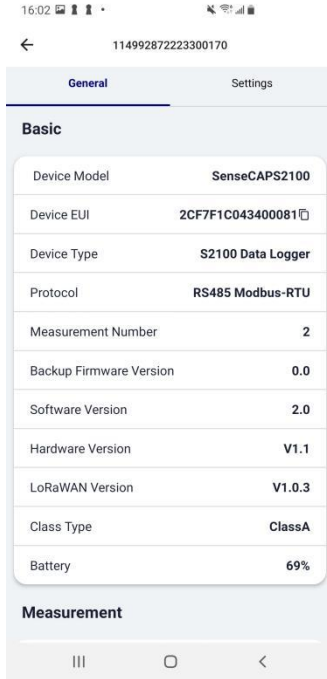 16:02
114992872223300170
General Settings
Basic
Device Model SenseCAPS2100
Device EUI 2CF7F1C043400081
Device Type S2100 Data Logger
Protocol RS485 Modbus-RTU
Measurement Number 2
Backup Firmware Version 0.0
Software Version 2.0
Hardware Version V1.1
LoRaWAN Version V1.0.3
Class Type ClassA
Battery 69%
Measurement